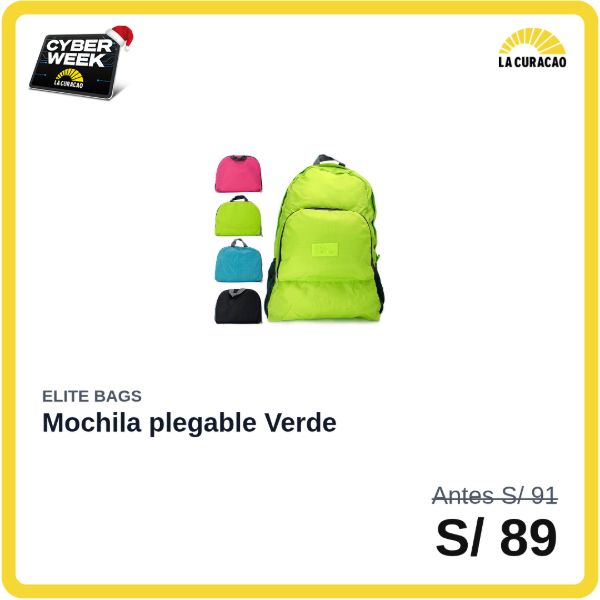 CYBER
WEEK
LA CURACAO
LA CURACAO
ELITE BAGS
Mochila plegable Verde
Antes S/ 91
S/ 89